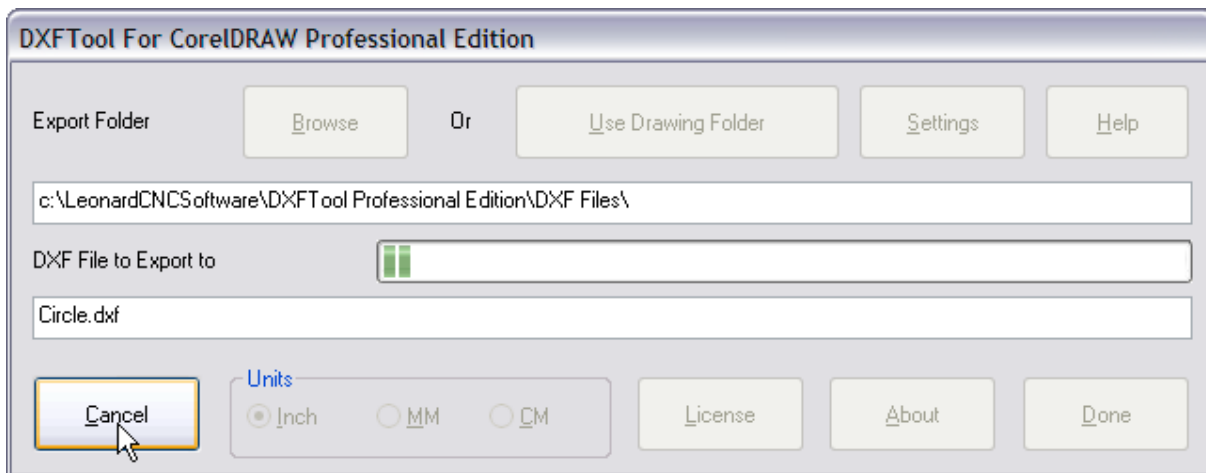 DXFTool For CorelDRAW Professional Edition
Export Folder Browse Or Use Drawing Folder Settings Help
c:\LeonardCNCSoftware\DXFTool Professional Edition\DXF Files\
DXF File to Export to
Circle.dxf
Units
Cancel Inch MM CM License About Done